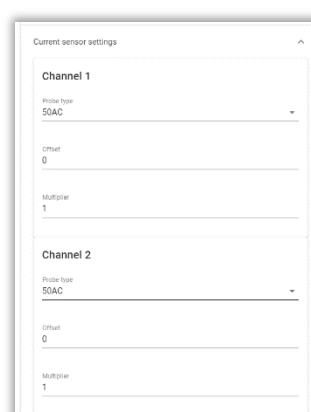 Current sensor settings
Channel 1
Probe type
50AC
Offset
0
Multiplier
1
Channel 2
Probe type
50AC
Offset
0
Multiplier
1